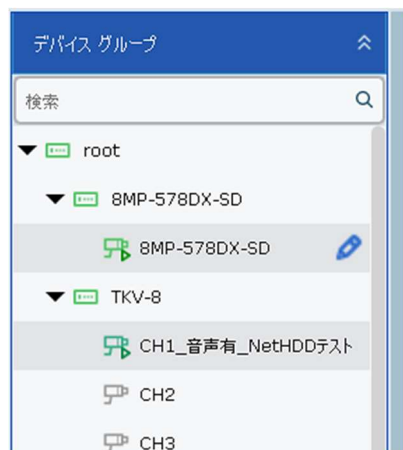 デバイス グループ
検索
root
8MP-578DX-SD
8MP-578DX-SD
TKV-8
CH1_音声有_NetHDDテスト
CH2
CH3